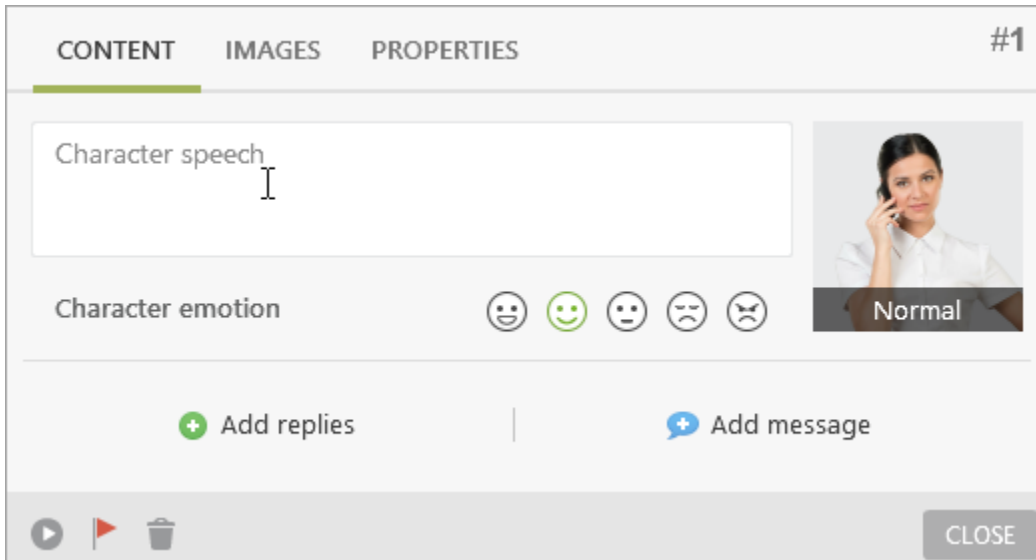 CONTENT IMAGES PROPERTIES #1
Character speech
Character emotion
Normal
Add replies Add message
CLOSE